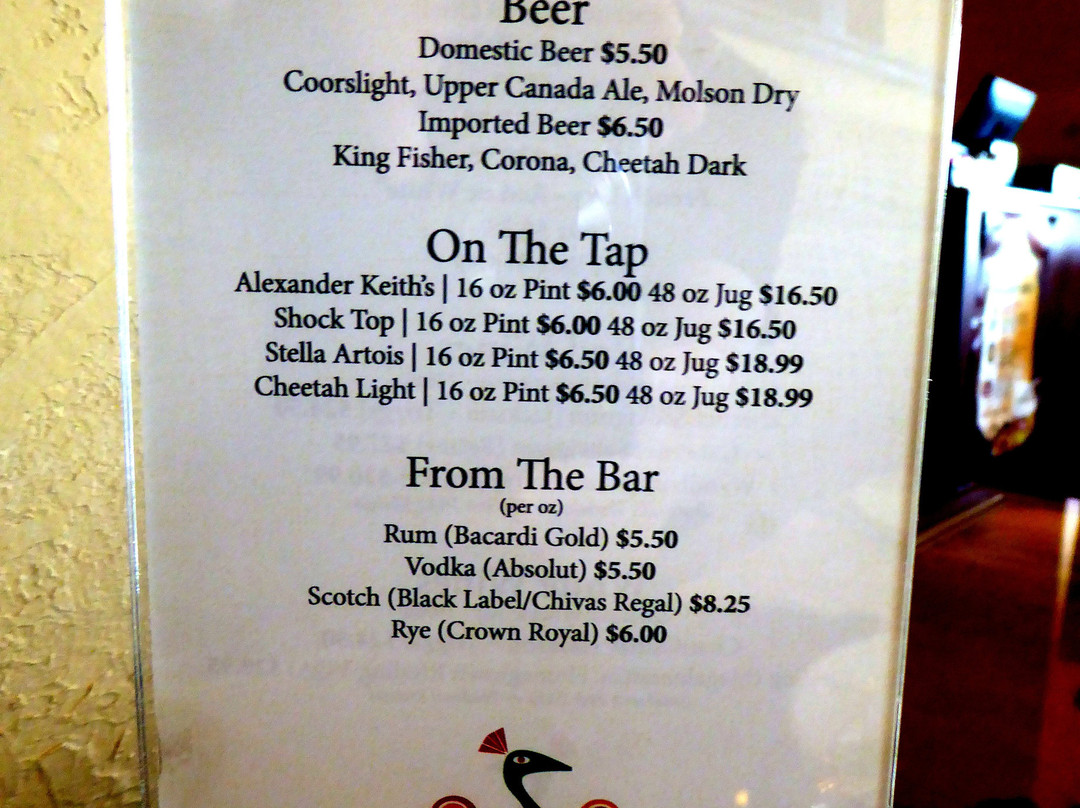 Beer
Domestic Beer $5.50
Coorslight, Upper Canada Ale, Molson Dry
Imported Beer $6.50
King Fisher, Corona, Cheetah Dark
On The Tap
Alexander Keith's | 16 oz Pint $6.00 48 oz Jug $16.50
Shock Top | 16 oz Pint $6.00 48 oz Jug $16.50
Stella Artois | 16 oz Pint $6.50 48 oz Jug $18.99
Cheetah Light | 16 oz Pint $6.50 48 oz Jug $18.99
From The Bar
(per oz)
Rum (Bacardi Gold) $5.50
Vodka (Absolut) $5.50
Scotch (Black Label/Chivas Regal) $8.25
Rye (Crown Royal) $6.00